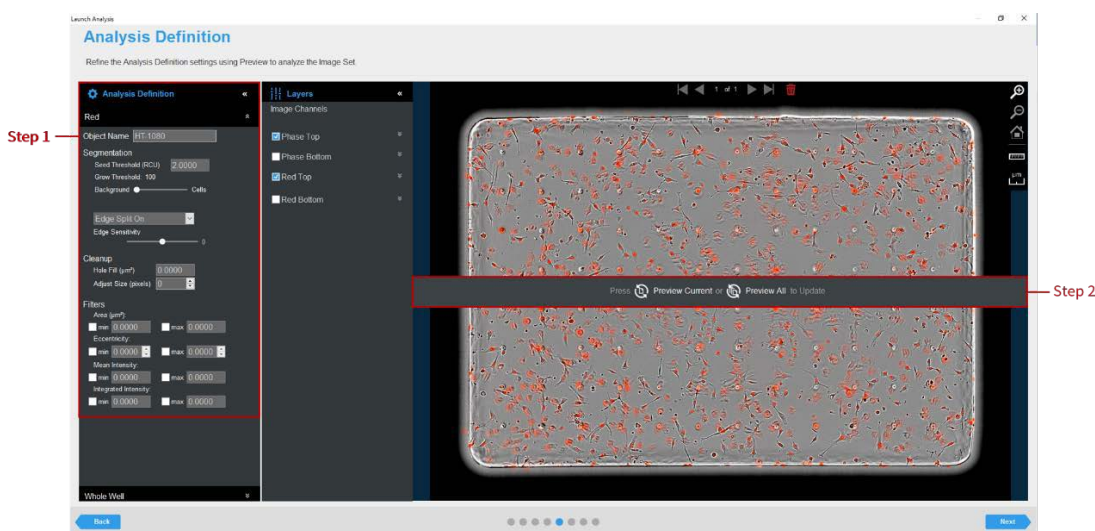 Launch Analysis
Analysis Definition
Refine the Analysis Definition settings using Preview to analyze the Image Set.
Step 1
Analysis Definition
«
Red
Object Name HT-1080
Segmentation
Seed Threshold (RCU) 2.0000
Grow Threshold: 100
Background Cells
Edge Split On
Edge Sensitivity
0
Cleanup
Hole Fill (µm²) 0.0000
Adjust Size (pixels) 0
Filters
Area (µm²):
min 0.0000 max 0.0000
Eccentricity:
min 0.0000 max 0.0000
Mean Intensity:
min 0.0000 max 0.0000
Integrated Intensity:
min 0.0000 max 0.0000
Whole Well
Layers
«
Image Channels
Phase Top
Phase Bottom
Red Top
Red Bottom
1 of 1
µm
Press Preview Current or Preview All to Update
Step 2
Back
Next